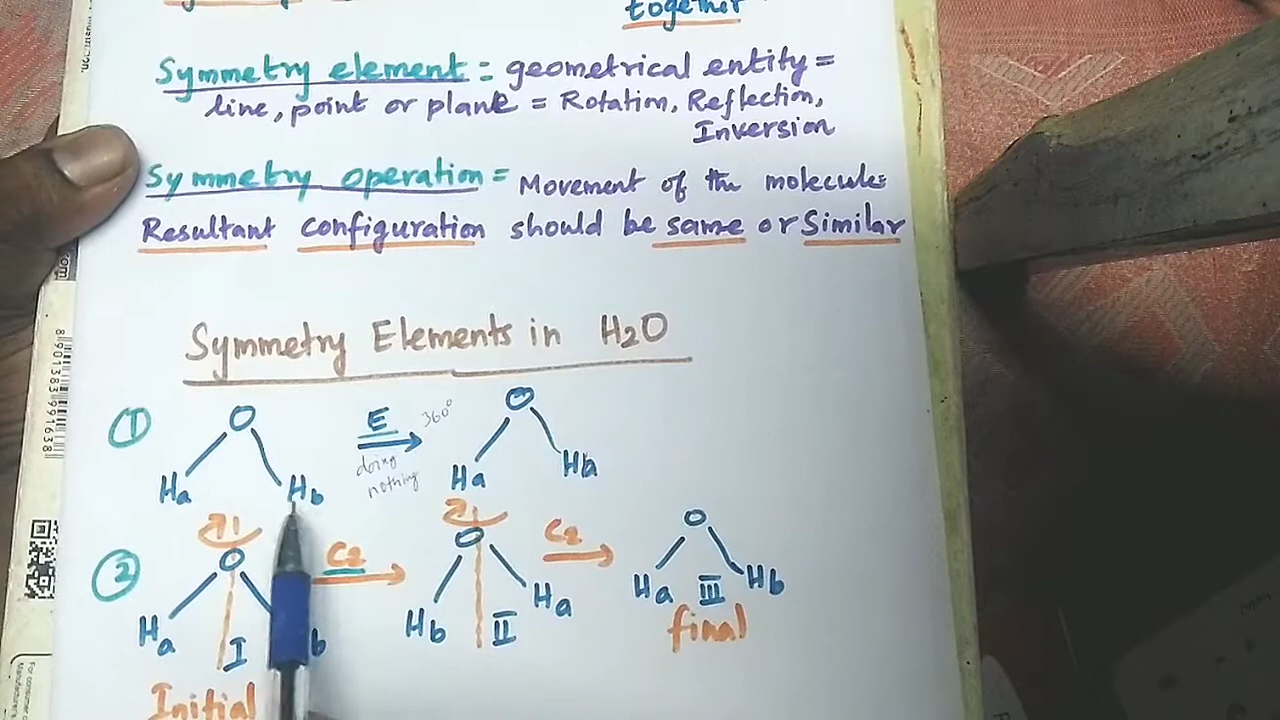 together
Symmetry element = geometrical entity =
line, point or plane = Rotation, Reflection,
Inversion
Symmetry operation = Movement of the molecule
Resultant configuration should be same or Similar
Symmetry Elements in H2O
1 O E 360° O
Ha Hb doing nothing Ha Hb
2 O C2 O C2 O
Ha I b Hb II Ha Ha III Hb
Initial final
8901383991638